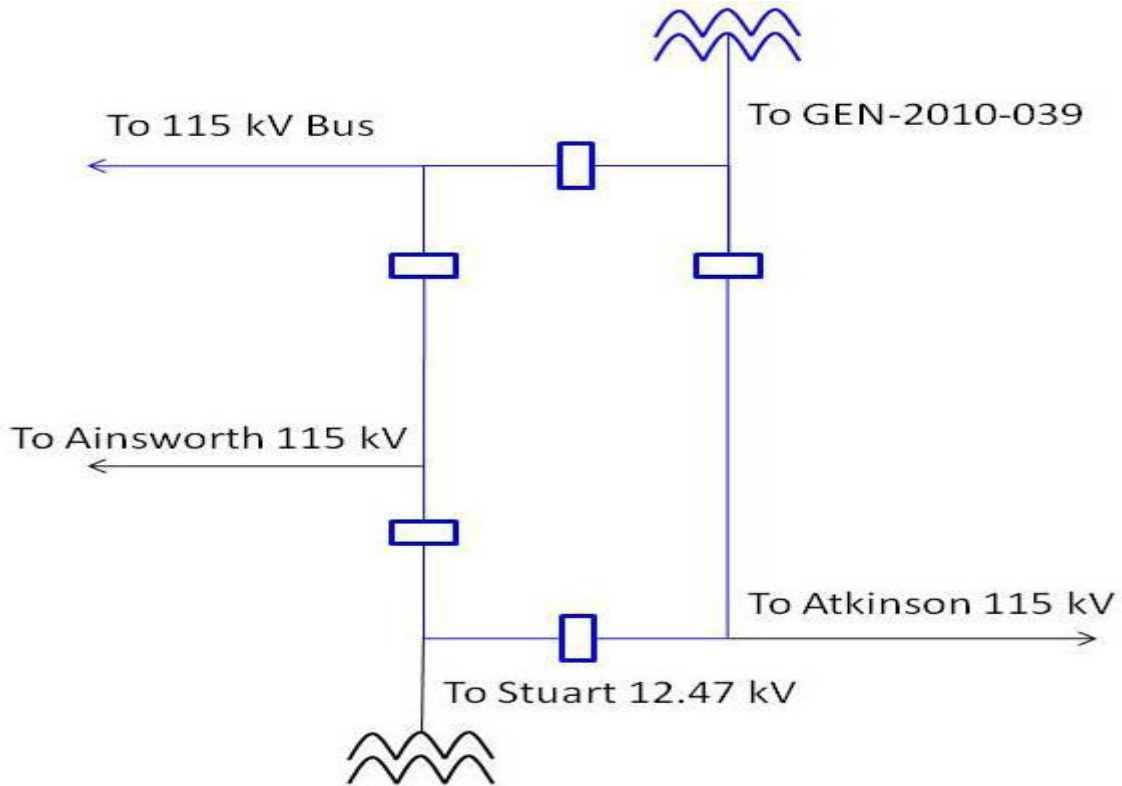 To GEN-2010-039
To 115 kV Bus
To Ainsworth 115 kV
To Atkinson 115 kV
To Stuart 12.47 kV